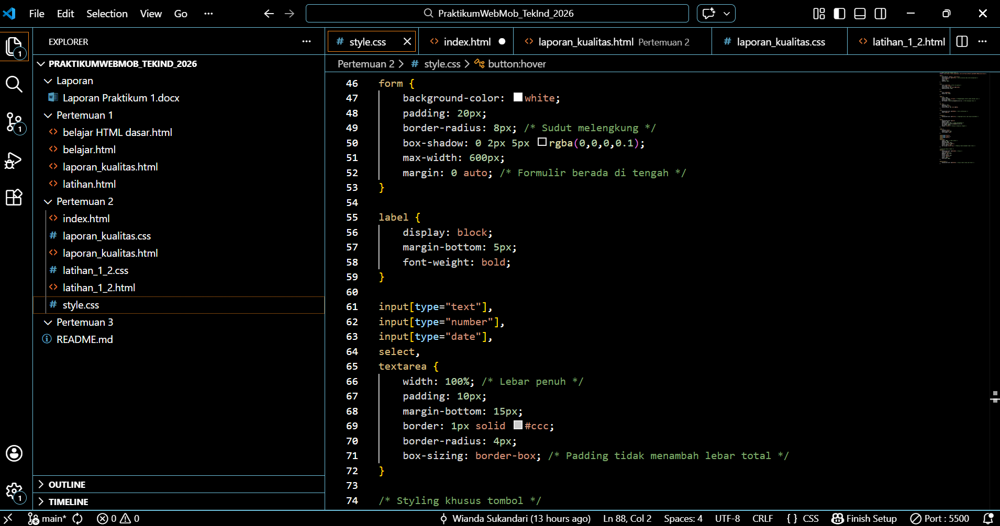 File Edit Selection View Go ··· PraktikumWebMob_TekInd_2026
EXPLORER ···
style.css index.html laporan_kualitas.html Pertemuan 2 laporan_kualitas.css latihan_1_2.html ···
Pertemuan 2 > # style.css > button:hover
PRAKTIKUMWEBMOB_TEKIND_2026
Laporan
Laporan Praktikum 1.docx
Pertemuan 1
belajar HTML dasar.html
belajar.html
laporan_kualitas.html
latihan.html
Pertemuan 2
index.html
laporan_kualitas.css
laporan_kualitas.html
latihan_1_2.css
latihan_1_2.html
style.css
Pertemuan 3
README.md
OUTLINE
TIMELINE
1
1
1
46 form {
47 background-color: white;
48 padding: 20px;
49 border-radius: 8px; /* Sudut melengkung */
50 box-shadow: 0 2px 5px rgba(0,0,0,0.1);
51 max-width: 600px;
52 margin: 0 auto; /* Formulir berada di tengah */
53 }
54
55 label {
56 display: block;
57 margin-bottom: 5px;
58 font-weight: bold;
59 }
60
61 input[type="text"],
62 input[type="number"],
63 input[type="date"],
64 select,
65 textarea {
66 width: 100%; /* Lebar penuh */
67 padding: 10px;
68 margin-bottom: 15px;
69 border: 1px solid #ccc;
70 border-radius: 4px;
71 box-sizing: border-box; /* Padding tidak menambah lebar total */
72 }
73
74 /* Styling khusus tombol */
main* 0 0 Wianda Sukandari (13 hours ago) Ln 88, Col 2 Spaces: 4 UTF-8 CRLF { } CSS Finish Setup Port : 5500